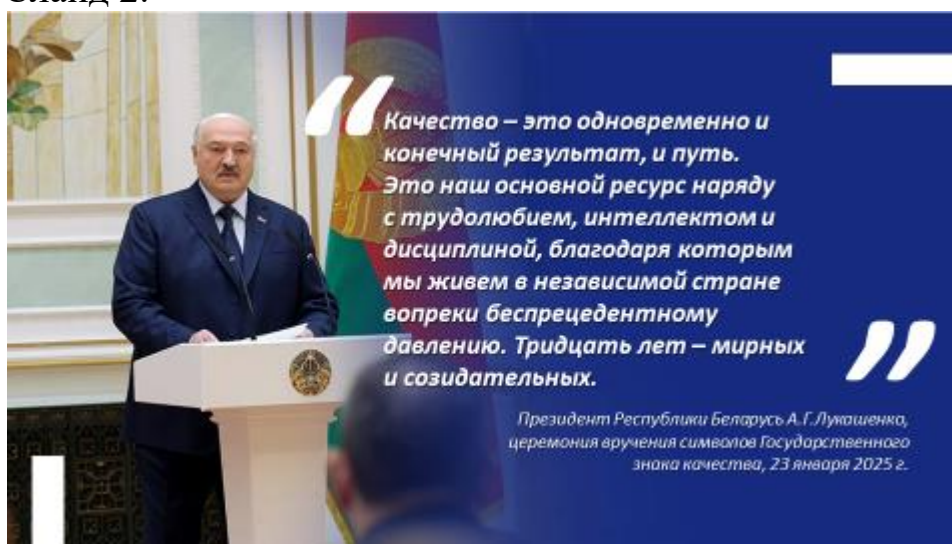 “
Качество – это одновременно и
конечный результат, и путь.
Это наш основной ресурс наряду
с трудолюбием, интеллектом и
дисциплиной, благодаря которым
мы живем в независимой стране
вопреки беспрецедентному
давлению. Тридцать лет – мирных
и созидательных.
”
Президент Республики Беларусь А.Г.Лукашенко,
церемония вручения символов Государственного
знака качества, 23 января 2025 г.